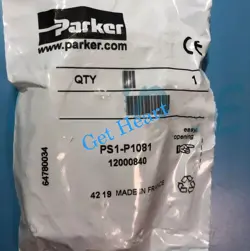 Parker
www.parker.com
CE
QTY 1
64780034
Get Heart
easy
opening
PS1-P1081
12000840
42 19 MADE IN FRANCE